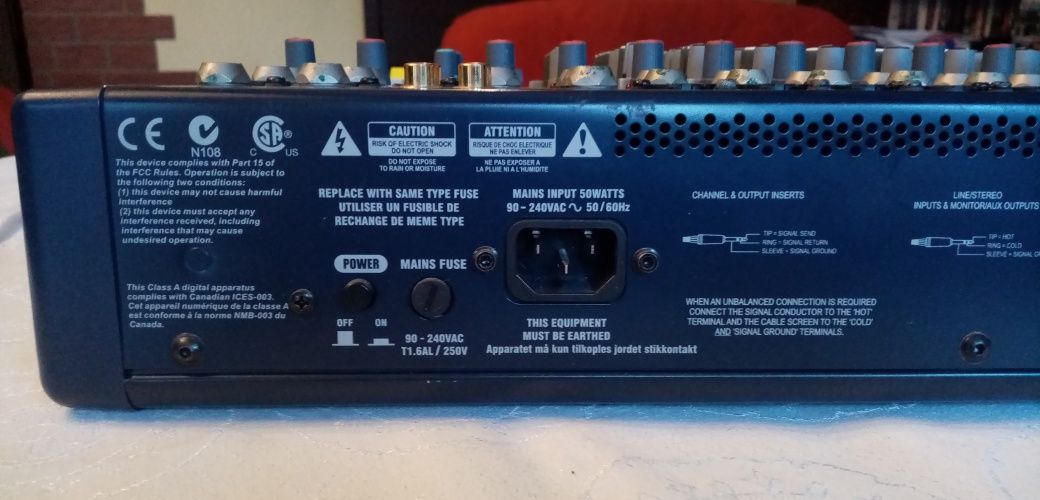 CE
N108
C SA ® US
This device complies with Part 15 of
the FCC Rules. Operation is subject to
the following two conditions:
(1) this device may not cause harmful
interference
(2) this device must accept any
interference received, including
interference that may cause
undesired operation.
This Class A digital apparatus
complies with Canadian ICES-003.
Cet appareil numérique de la classe A
est conforme à la norme NMB-003 du
Canada.
CAUTION
RISK OF ELECTRIC SHOCK
DO NOT OPEN
DO NOT EXPOSE
TO RAIN OR MOISTURE
ATTENTION
RISQUE DE CHOC ELECTRIQUE
NE PAS ENLEVER
NE PAS EXPOSER A
LA PLUIE NI A L'HUMIDITE
REPLACE WITH SAME TYPE FUSE
UTILISER UN FUSIBLE DE
RECHANGE DE MEME TYPE
POWER
MAINS FUSE
OFF ON
90 - 240VAC
T1.6AL / 250V
MAINS INPUT 50WATTS
90 - 240VAC ∿ 50/60Hz
THIS EQUIPMENT
MUST BE EARTHED
Apparatet må kun tilkoples jordet stikkontakt
CHANNEL & OUTPUT INSERTS
TIP = SIGNAL SEND
RING = SIGNAL RETURN
SLEEVE = SIGNAL GROUND
WHEN AN UNBALANCED CONNECTION IS REQUIRED
CONNECT THE SIGNAL CONDUCTOR TO THE 'HOT'
TERMINAL AND THE CABLE SCREEN TO THE 'COLD'
AND 'SIGNAL GROUND' TERMINALS.
LINE/STEREO
INPUTS & MONITOR/AUX OUTPUTS
TIP = HOT
RING = COLD
SLEEVE = SIGNAL